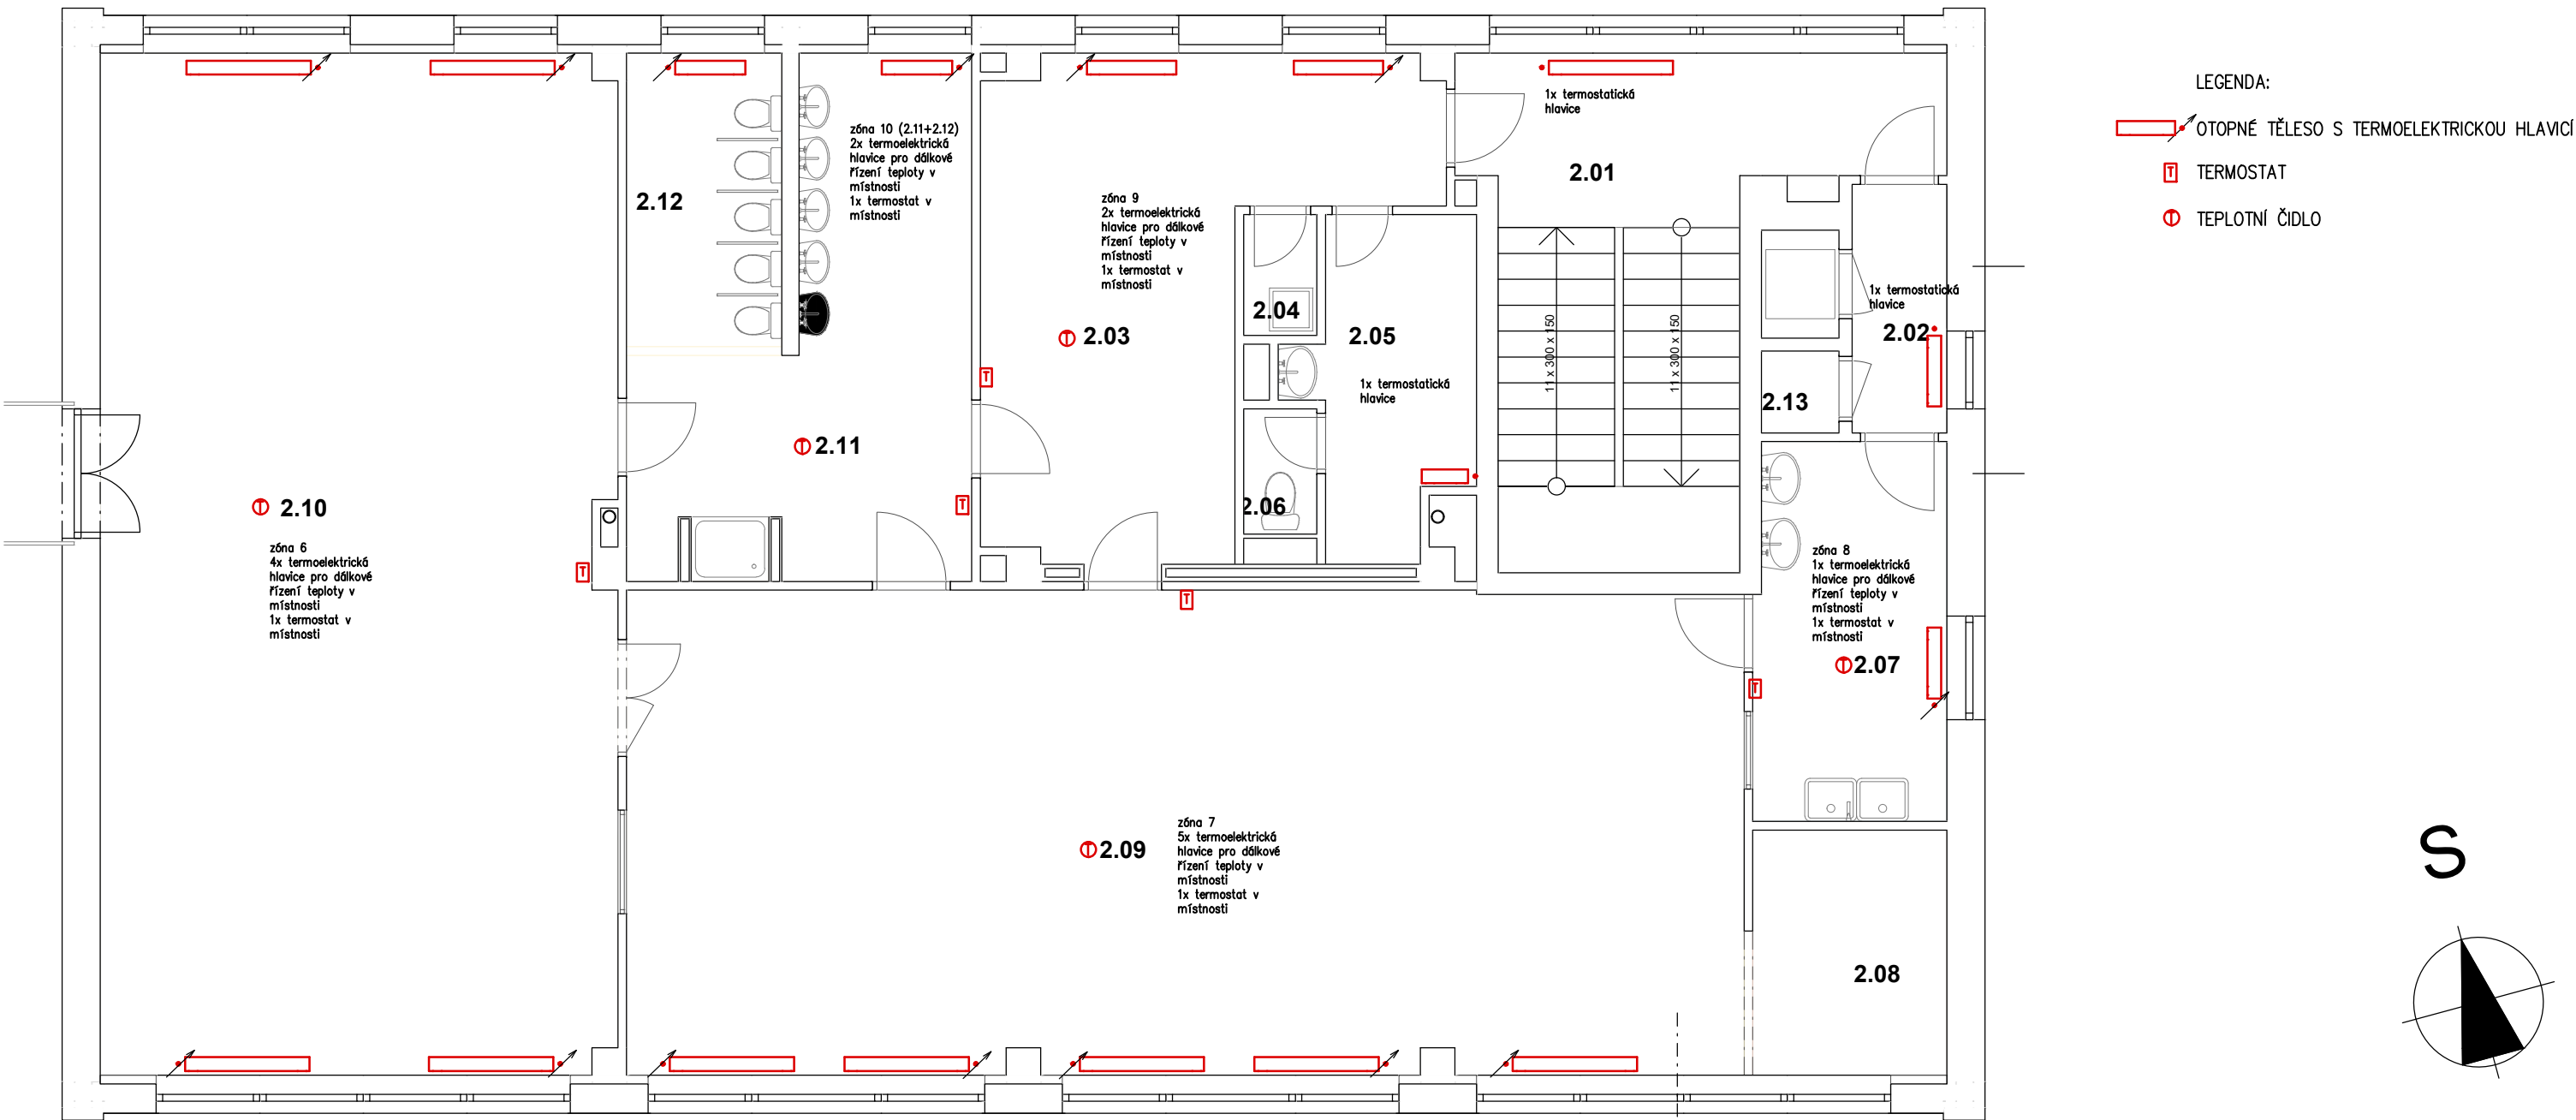 LEGENDA:
OTOPNÉ TĚLESO S TERMOELEKTRICKOU HLAVICÍ
T TERMOSTAT
T TEPLOTNÍ ČIDLO
1x termostatická
hlavice
2.01
zóna 10 (2.11+2.12)
2x termoelektrická
hlavice pro dálkové
řízení teploty v
místnosti
1x termostat v
místnosti
2.12
zóna 9
2x termoelektrická
hlavice pro dálkové
řízení teploty v
místnosti
1x termostat v
místnosti
T 2.03
2.04
2.05
1x termostatická
hlavice
2.06
11 x 300 x 150
11 x 300 x 150
1x termostatická
hlavice
2.02
2.13
T
T 2.11
T
T 2.10
zóna 6
4x termoelektrická
hlavice pro dálkové
řízení teploty v
místnosti
1x termostat v
místnosti
T
T
zóna 8
1x termoelektrická
hlavice pro dálkové
řízení teploty v
místnosti
1x termostat v
místnosti
T 2.07
T
zóna 7
5x termoelektrická
hlavice pro dálkové
řízení teploty v
místnosti
1x termostat v
místnosti
T 2.09
2.08
S